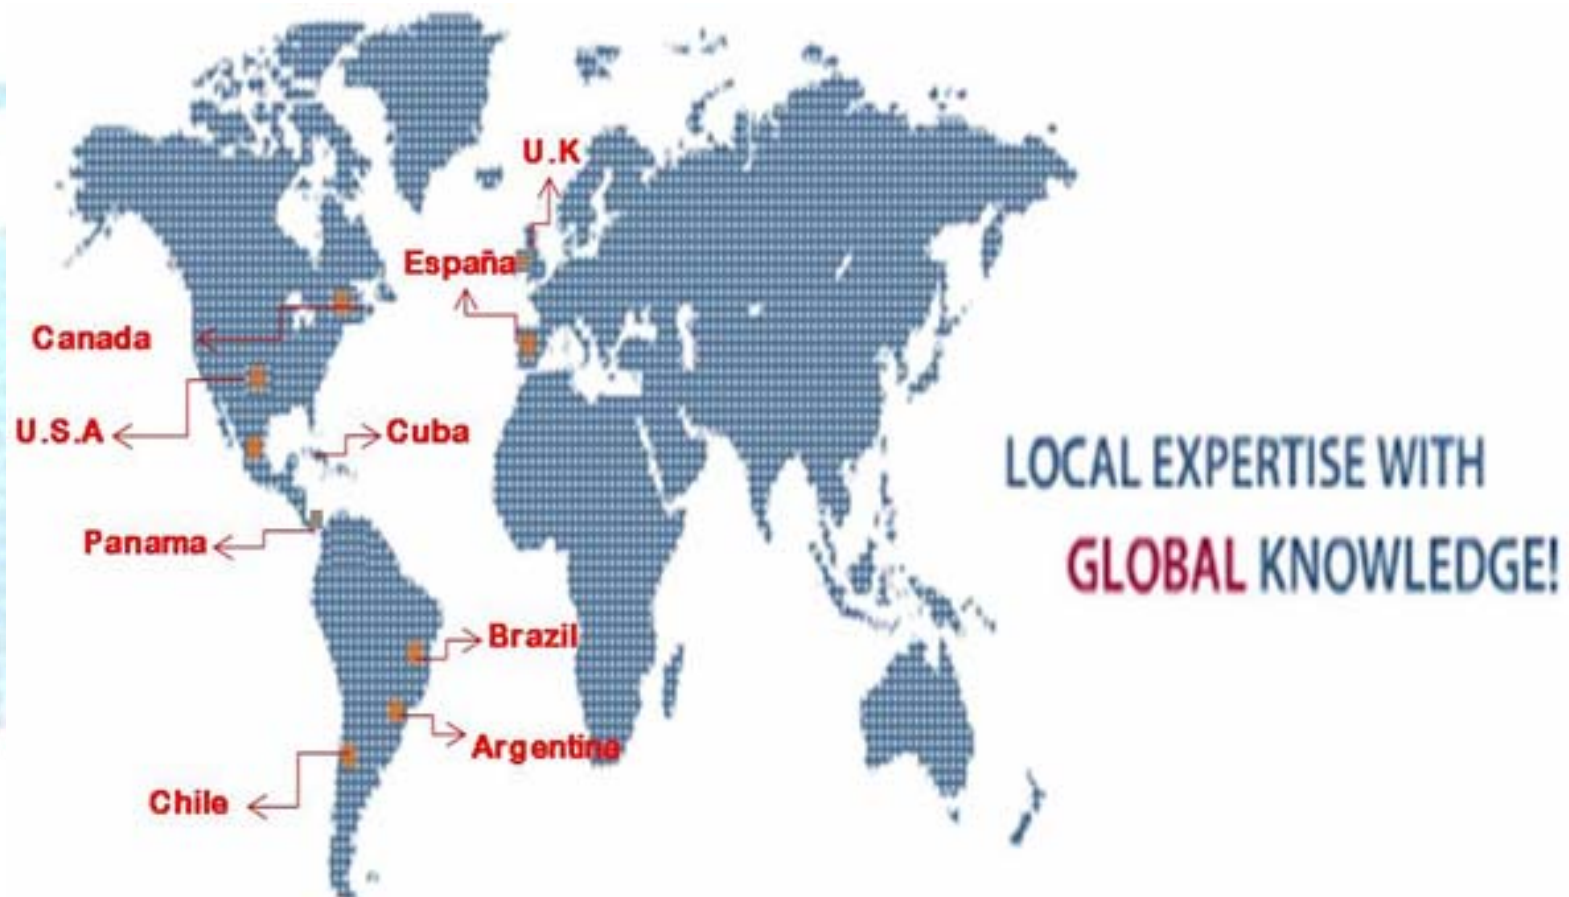 U.K
España
Canada
U.S.A
Cuba
LOCAL EXPERTISE WITH
Panama
GLOBAL KNOWLEDGE!
Brazil
Argentina
Chile